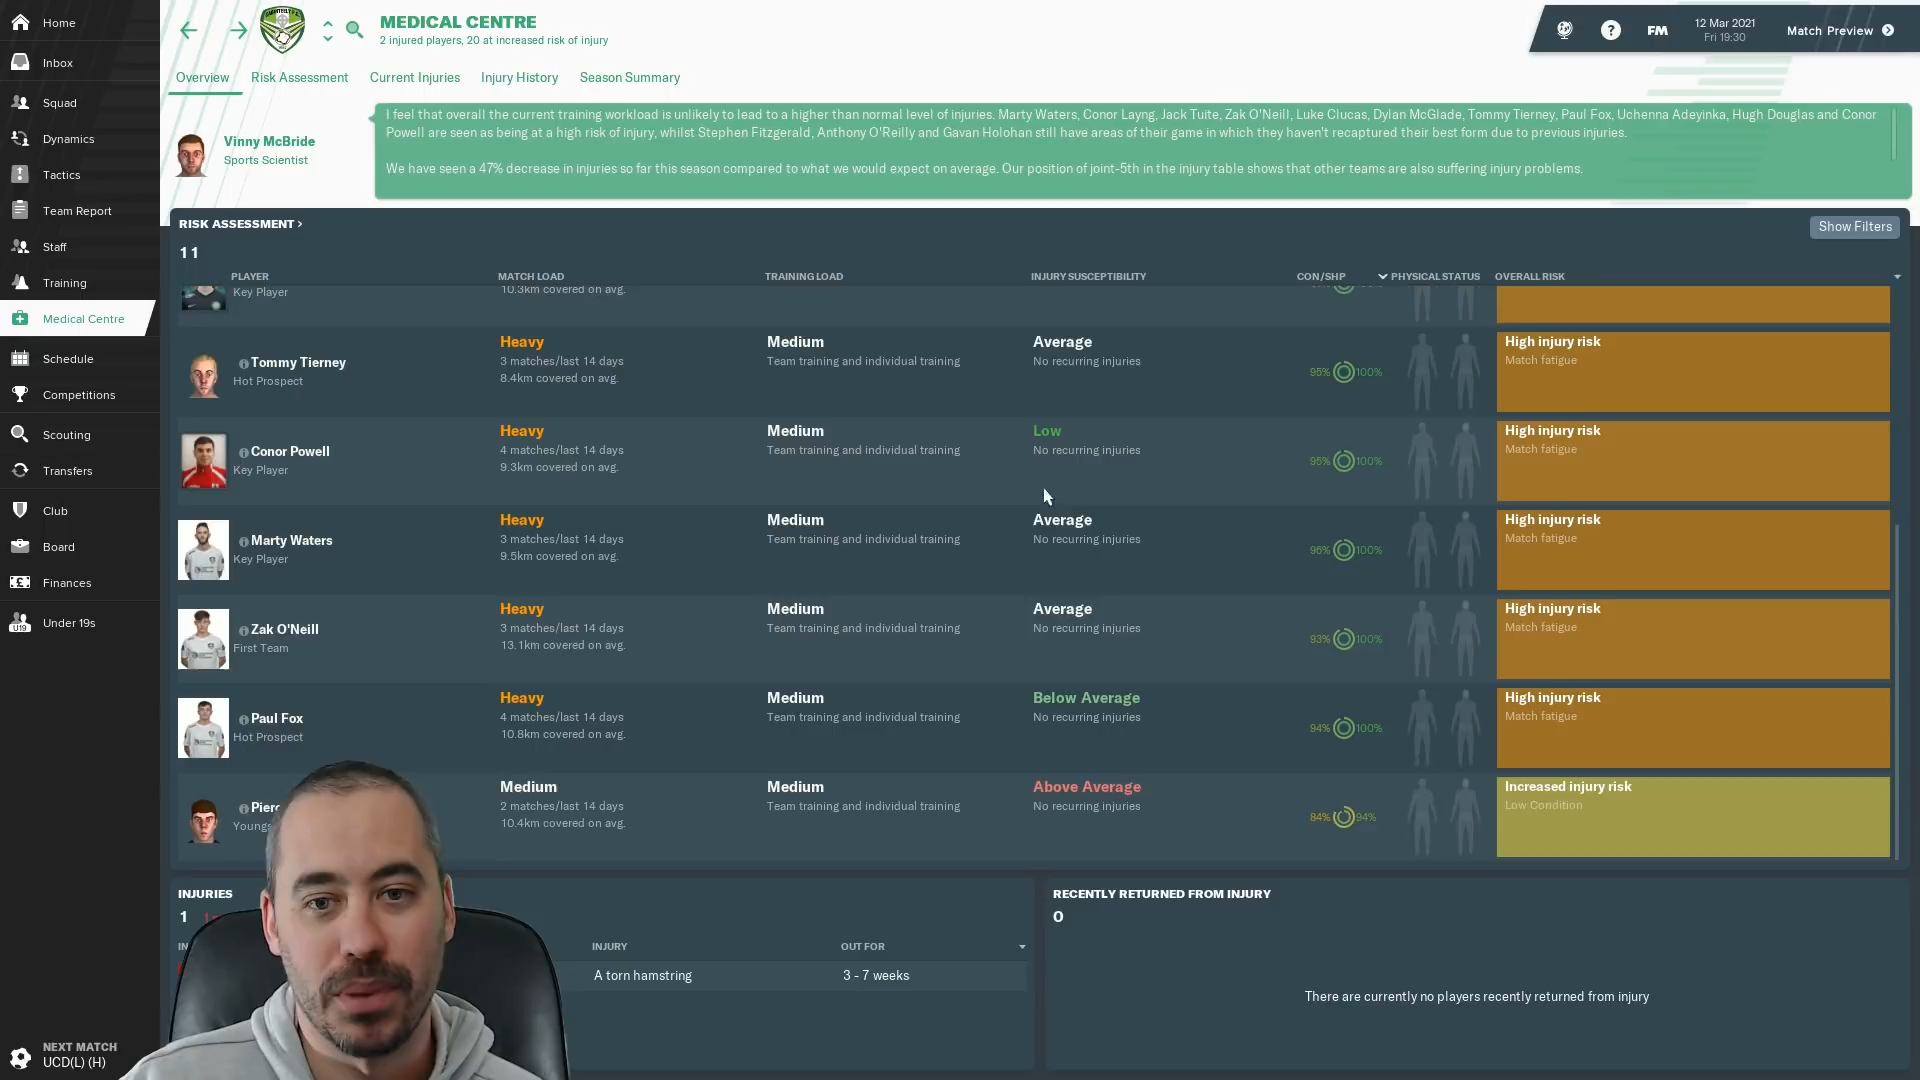 Home
Inbox
Squad
Dynamics
Tactics
Team Report
Staff
Training
Medical Centre
Schedule
Competitions
Scouting
Transfers
Club
Board
Finances
U19
Under 19s
NEXT MATCH
UCD(L) (H)
MEDICAL CENTRE
2 injured players, 20 at increased risk of injury
?
FM
12 Mar 2021
Fri 19:30
Match Preview
Overview
Risk Assessment
Current Injuries
Injury History
Season Summary
Vinny McBride
Sports Scientist
I feel that overall the current training workload is unlikely to lead to a higher than normal level of injuries. Marty Waters, Conor Layng, Jack Tuite, Zak O'Neill, Luke Clucas, Dylan McGlade, Tommy Tierney, Paul Fox, Uchenna Adeyinka, Hugh Douglas and Conor
Powell are seen as being at a high risk of injury, whilst Stephen Fitzgerald, Anthony O'Reilly and Gavan Holohan still have areas of their game in which they haven't recaptured their best form due to previous injuries.
We have seen a 47% decrease in injuries so far this season compared to what we would expect on average. Our position of joint-5th in the injury table shows that other teams are also suffering injury problems.
RISK ASSESSMENT >
Show Filters
11
PLAYER MATCH LOAD TRAINING LOAD INJURY SUSCEPTIBILITY CON/SHP PHYSICAL STATUS OVERALL RISK
Key Player
10.3km covered on avg.
Tommy Tierney
Hot Prospect
Heavy
3 matches/last 14 days
8.4km covered on avg.
Medium
Team training and individual training
Average
No recurring injuries
95% 100%
High injury risk
Match fatigue
Conor Powell
Key Player
Heavy
4 matches/last 14 days
9.3km covered on avg.
Medium
Team training and individual training
Low
No recurring injuries
95% 100%
High injury risk
Match fatigue
Marty Waters
Key Player
Heavy
3 matches/last 14 days
9.5km covered on avg.
Medium
Team training and individual training
Average
No recurring injuries
96% 100%
High injury risk
Match fatigue
Zak O'Neill
First Team
Heavy
3 matches/last 14 days
13.1km covered on avg.
Medium
Team training and individual training
Average
No recurring injuries
93% 100%
High injury risk
Match fatigue
Paul Fox
Hot Prospect
Heavy
4 matches/last 14 days
10.8km covered on avg.
Medium
Team training and individual training
Below Average
No recurring injuries
94% 100%
High injury risk
Match fatigue
Medium
2 matches/last 14 days
10.4km covered on avg.
Medium
Team training and individual training
Above Average
No recurring injuries
84% 94%
Increased injury risk
Low Condition
INJURIES
1
INJURY OUT FOR
A torn hamstring 3 - 7 weeks
RECENTLY RETURNED FROM INJURY
0
There are currently no players recently returned from injury